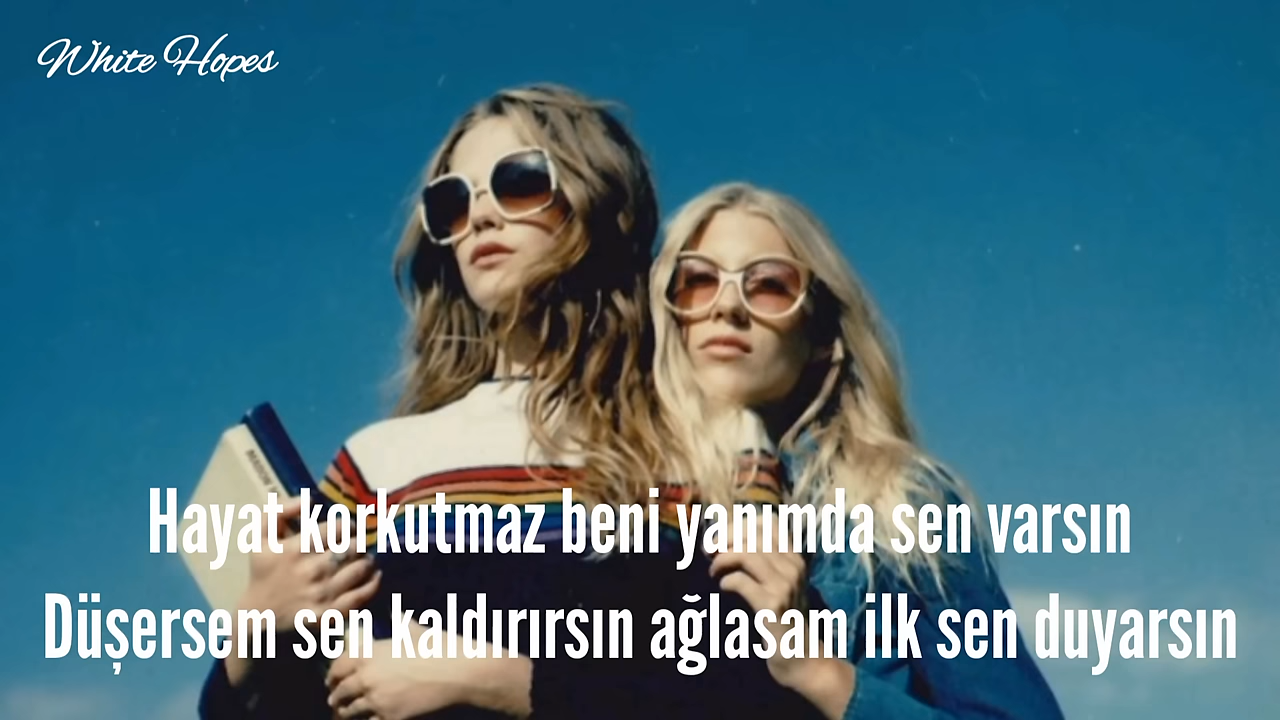 White Hopes
Hayat korkutmaz beni yanımda sen varsın
Düşersem sen kaldırırsın ağlasam ilk sen duyarsın